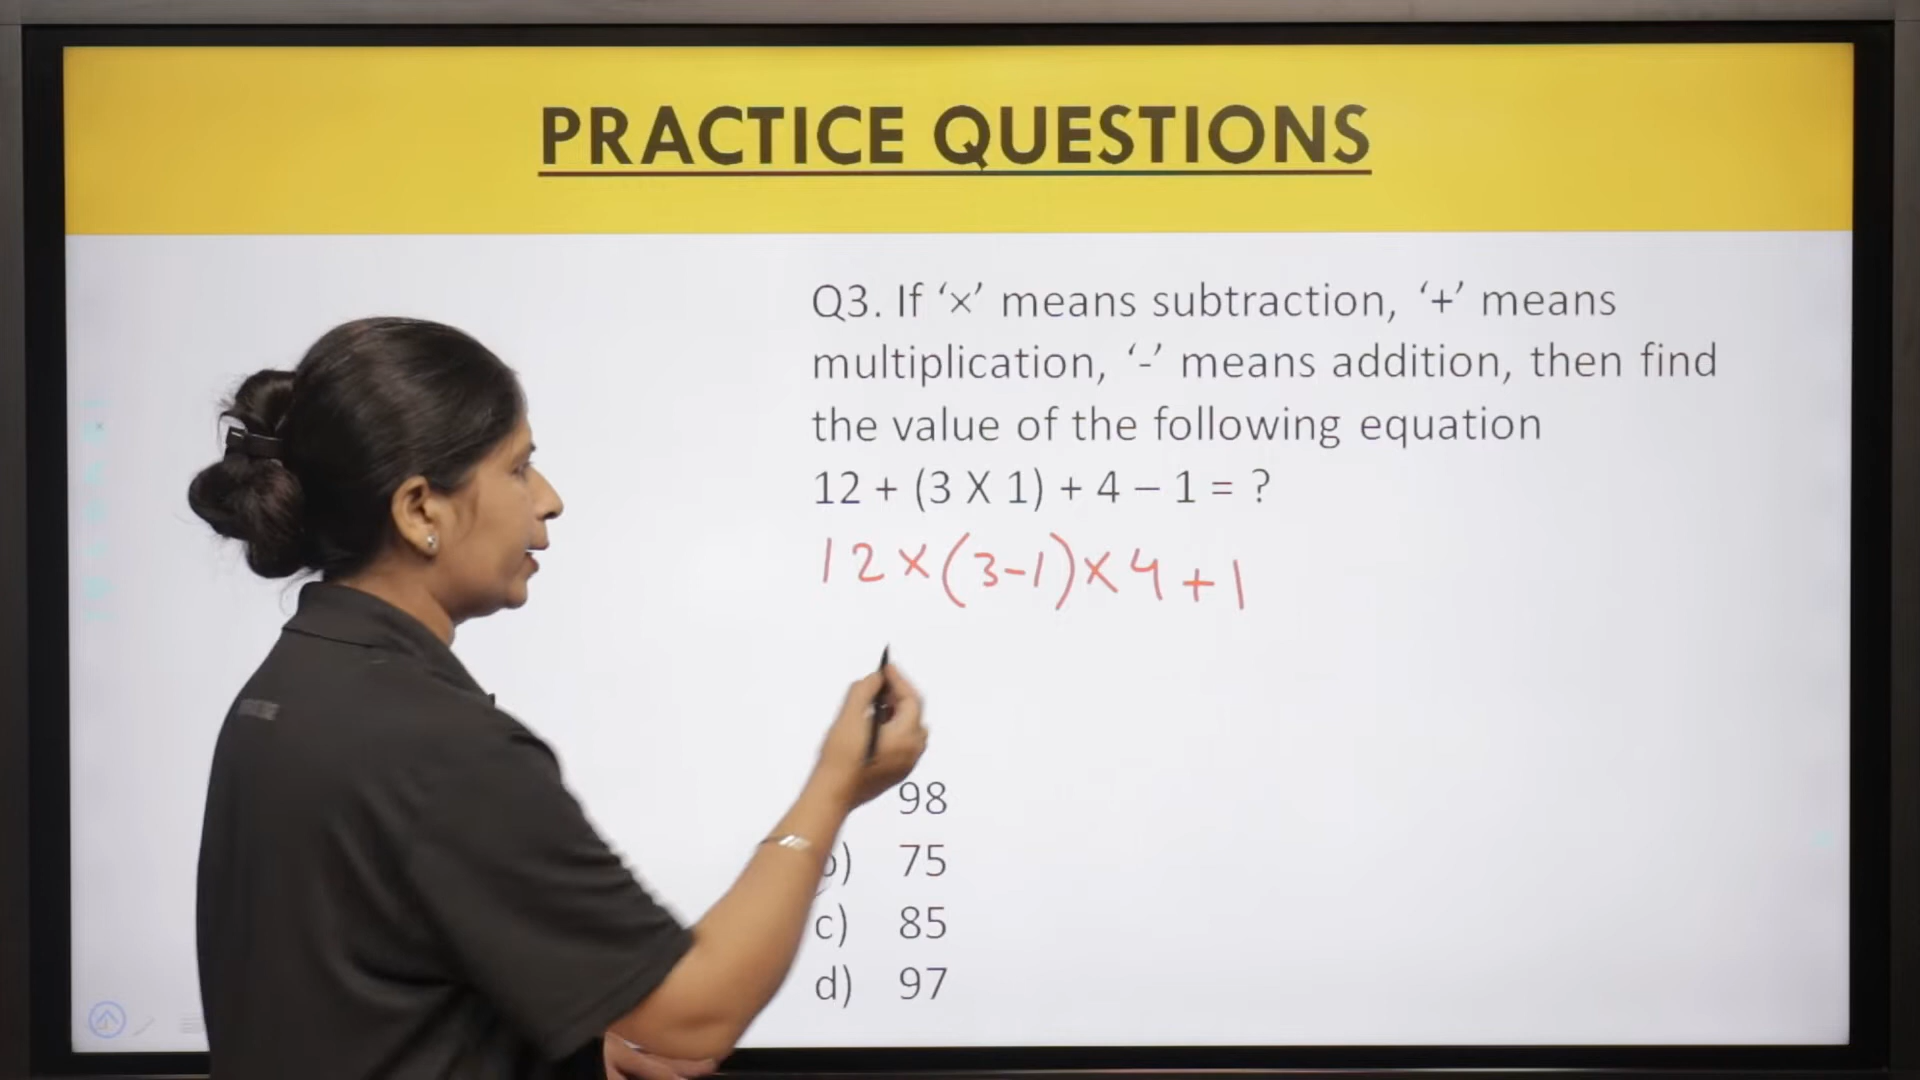 PRACTICE QUESTIONS
Q3. If ‘×’ means subtraction, ‘+’ means
multiplication, ‘-’ means addition, then find
the value of the following equation
12 + (3 X 1) + 4 – 1 = ?
12×(3-1)×4+1
98
b) 75
c) 85
d) 97